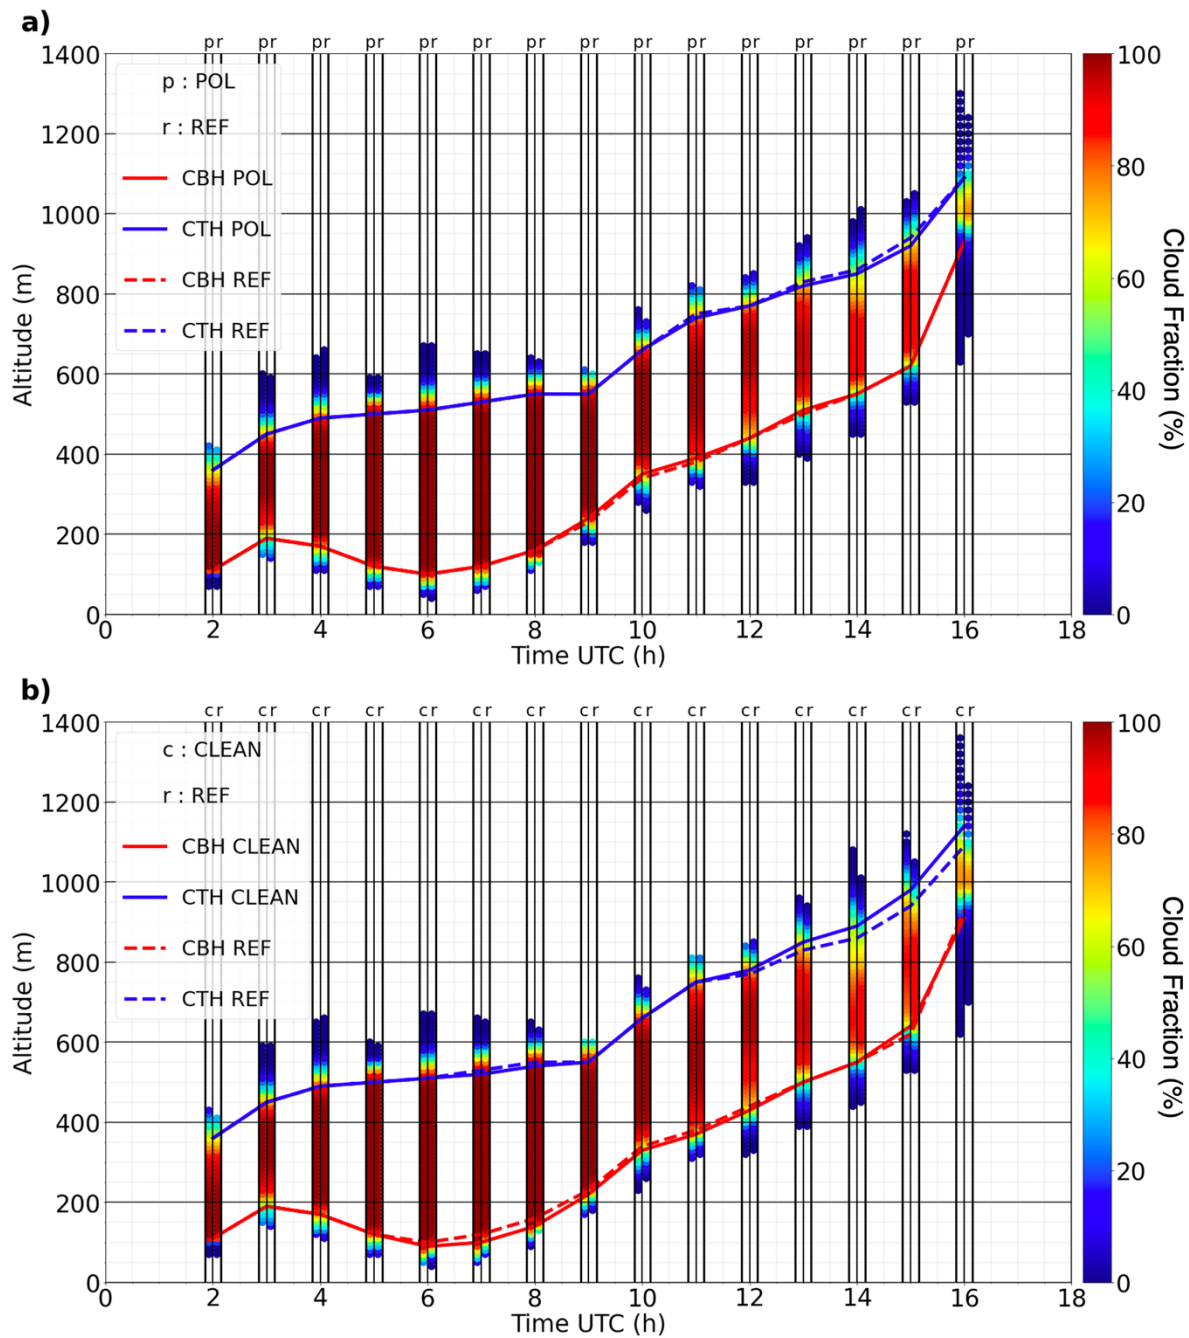 a)
p r p r p r p r p r p r p r p r p r p r p r p r p r p r p r
1400
1200
1000
800
600
400
200
0
Altitude (m)
p : POL
r : REF
CBH POL
CTH POL
CBH REF
CTH REF
0 2 4 6 8 10 12 14 16 18
Time UTC (h)
100
80
60
40
20
0
Cloud Fraction (%)
b)
c r c r c r c r c r c r c r c r c r c r c r c r c r c r c r
1400
1200
1000
800
600
400
200
0
Altitude (m)
c : CLEAN
r : REF
CBH CLEAN
CTH CLEAN
CBH REF
CTH REF
0 2 4 6 8 10 12 14 16 18
Time UTC (h)
100
80
60
40
20
0
Cloud Fraction (%)